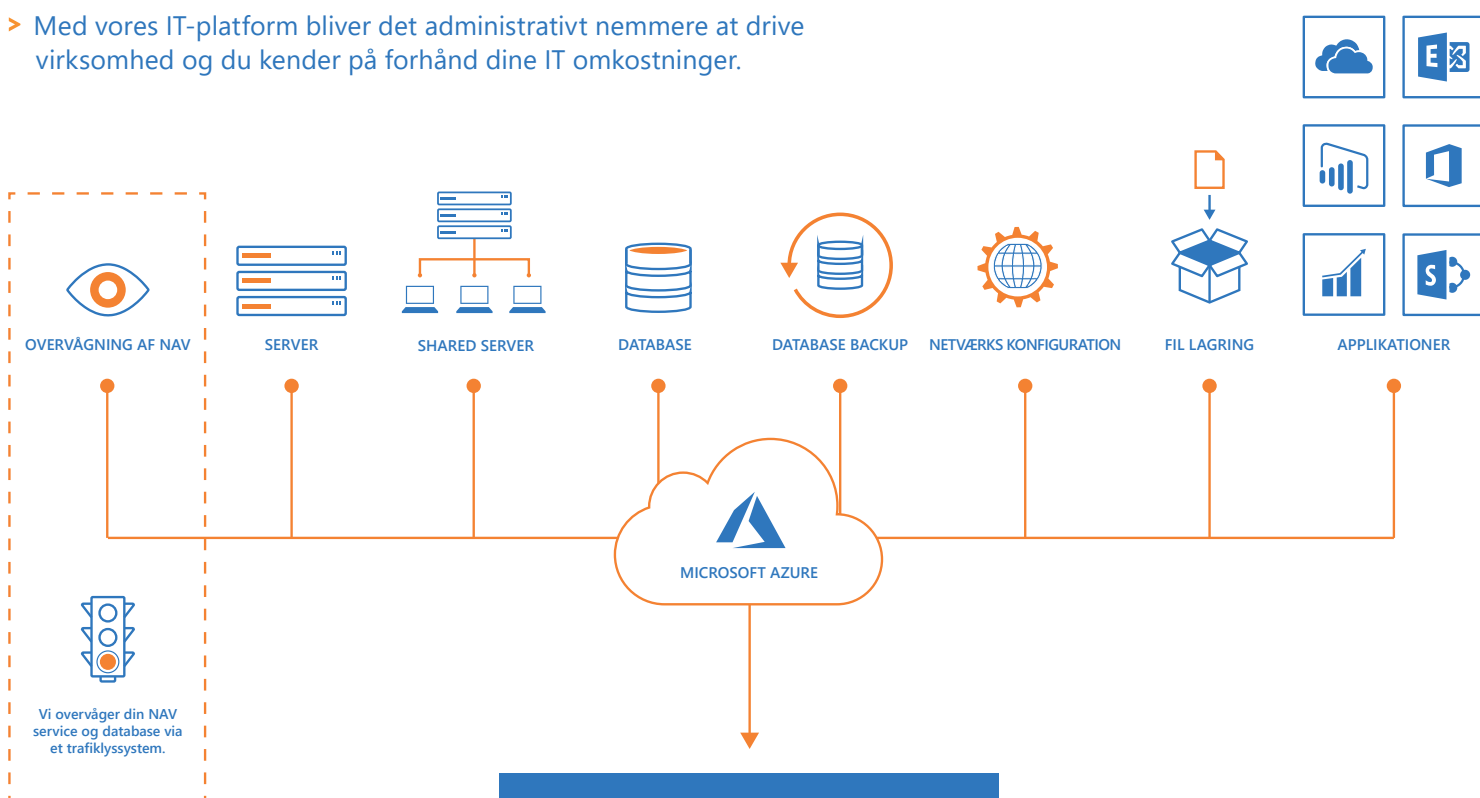 > Med vores IT-platform bliver det administrativt nemmere at drive
virksomhed og du kender på forhånd dine IT omkostninger.
E
S
OVERVÅGNING AF NAV
SERVER
SHARED SERVER
DATABASE
DATABASE BACKUP
NETVÆRKS KONFIGURATION
FIL LAGRING
APPLIKATIONER
MICROSOFT AZURE
Vi overvåger din NAV
service og database via
et trafiklyssystem.